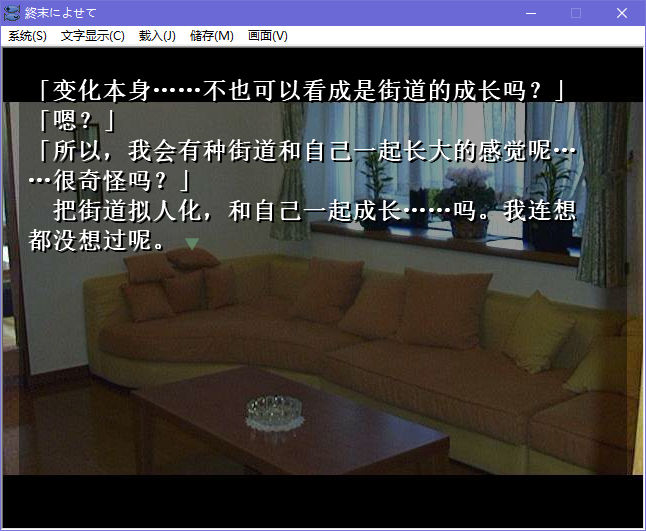 終末によせて
系统(S) 文字显示(C) 载入(J) 储存(M) 画面(V)
「变化本身……不也可以看成是街道的成长吗？」
「嗯？」
「所以，我会有种街道和自己一起长大的感觉呢…
…很奇怪吗？」
　把街道拟人化，和自己一起成长……吗。我连想
都没想过呢。